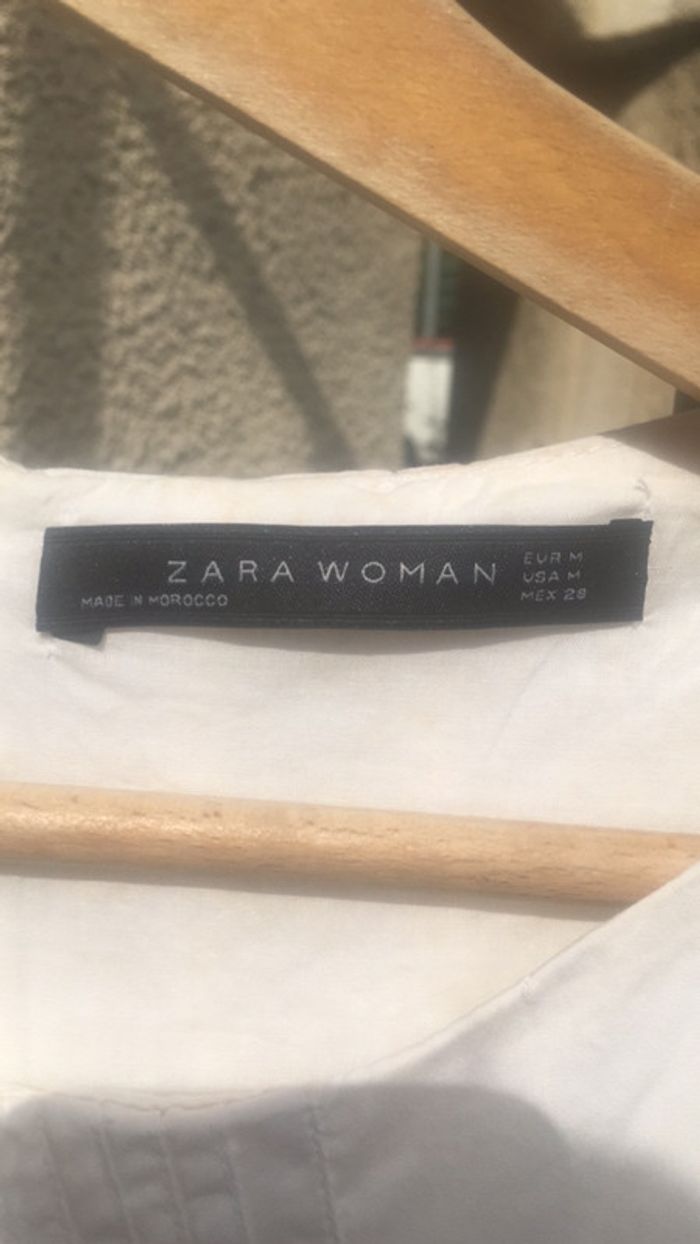 ZARA WOMAN
MADE IN MOROCCO
EUR M
USA M
MEX 28